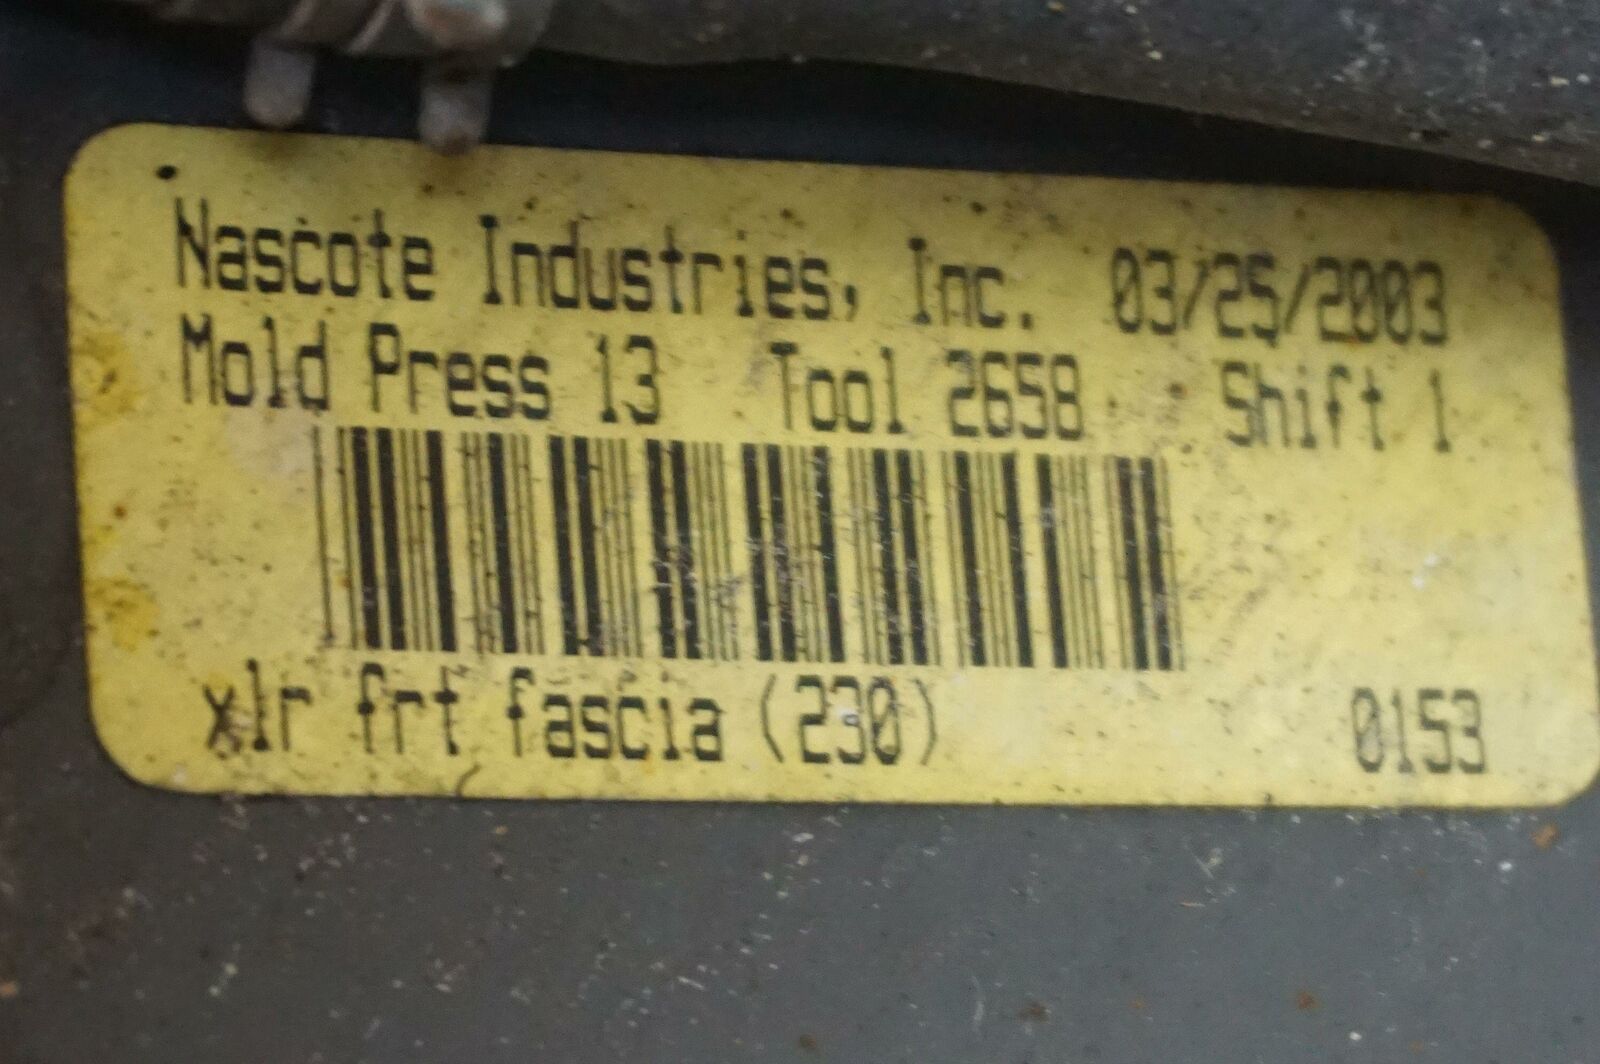 Nascote Industries, Inc. 03/25/2003
Mold Press 13 Tool 2658 Shift 1
xlr frt fascia (230) 0153